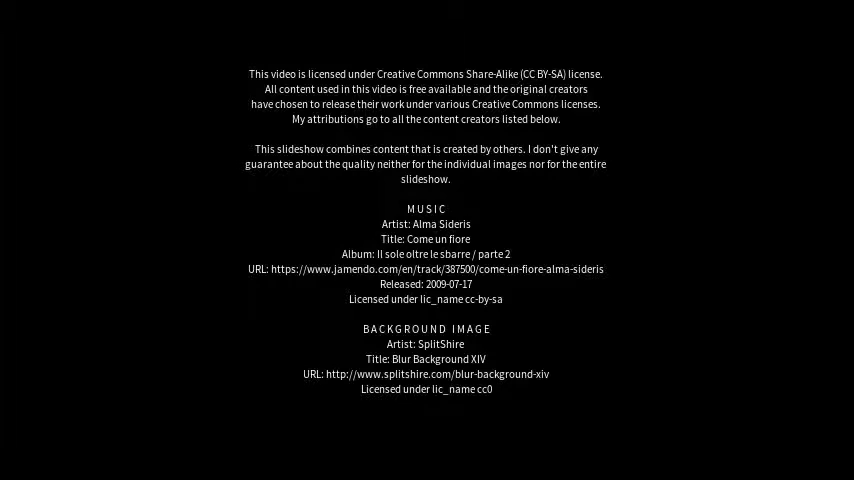 This video is licensed under Creative Commons Share-Alike (CC BY-SA) license.
All content used in this video is free available and the original creators
have chosen to release their work under various Creative Commons licenses.
My attributions go to all the content creators listed below.
This slideshow combines content that is created by others. I don't give any
guarantee about the quality neither for the individual images nor for the entire
slideshow.
MUSIC
Artist: Alma Sideris
Title: Come un fiore
Album: Il sole oltre le sbarre / parte 2
URL: https://www.jamendo.com/en/track/387500/come-un-fiore-alma-sideris
Released: 2009-07-17
Licensed under lic_name cc-by-sa
BACKGROUND IMAGE
Artist: SplitShire
Title: Blur Background XIV
URL: http://www.splitshire.com/blur-background-xiv
Licensed under lic_name cc0